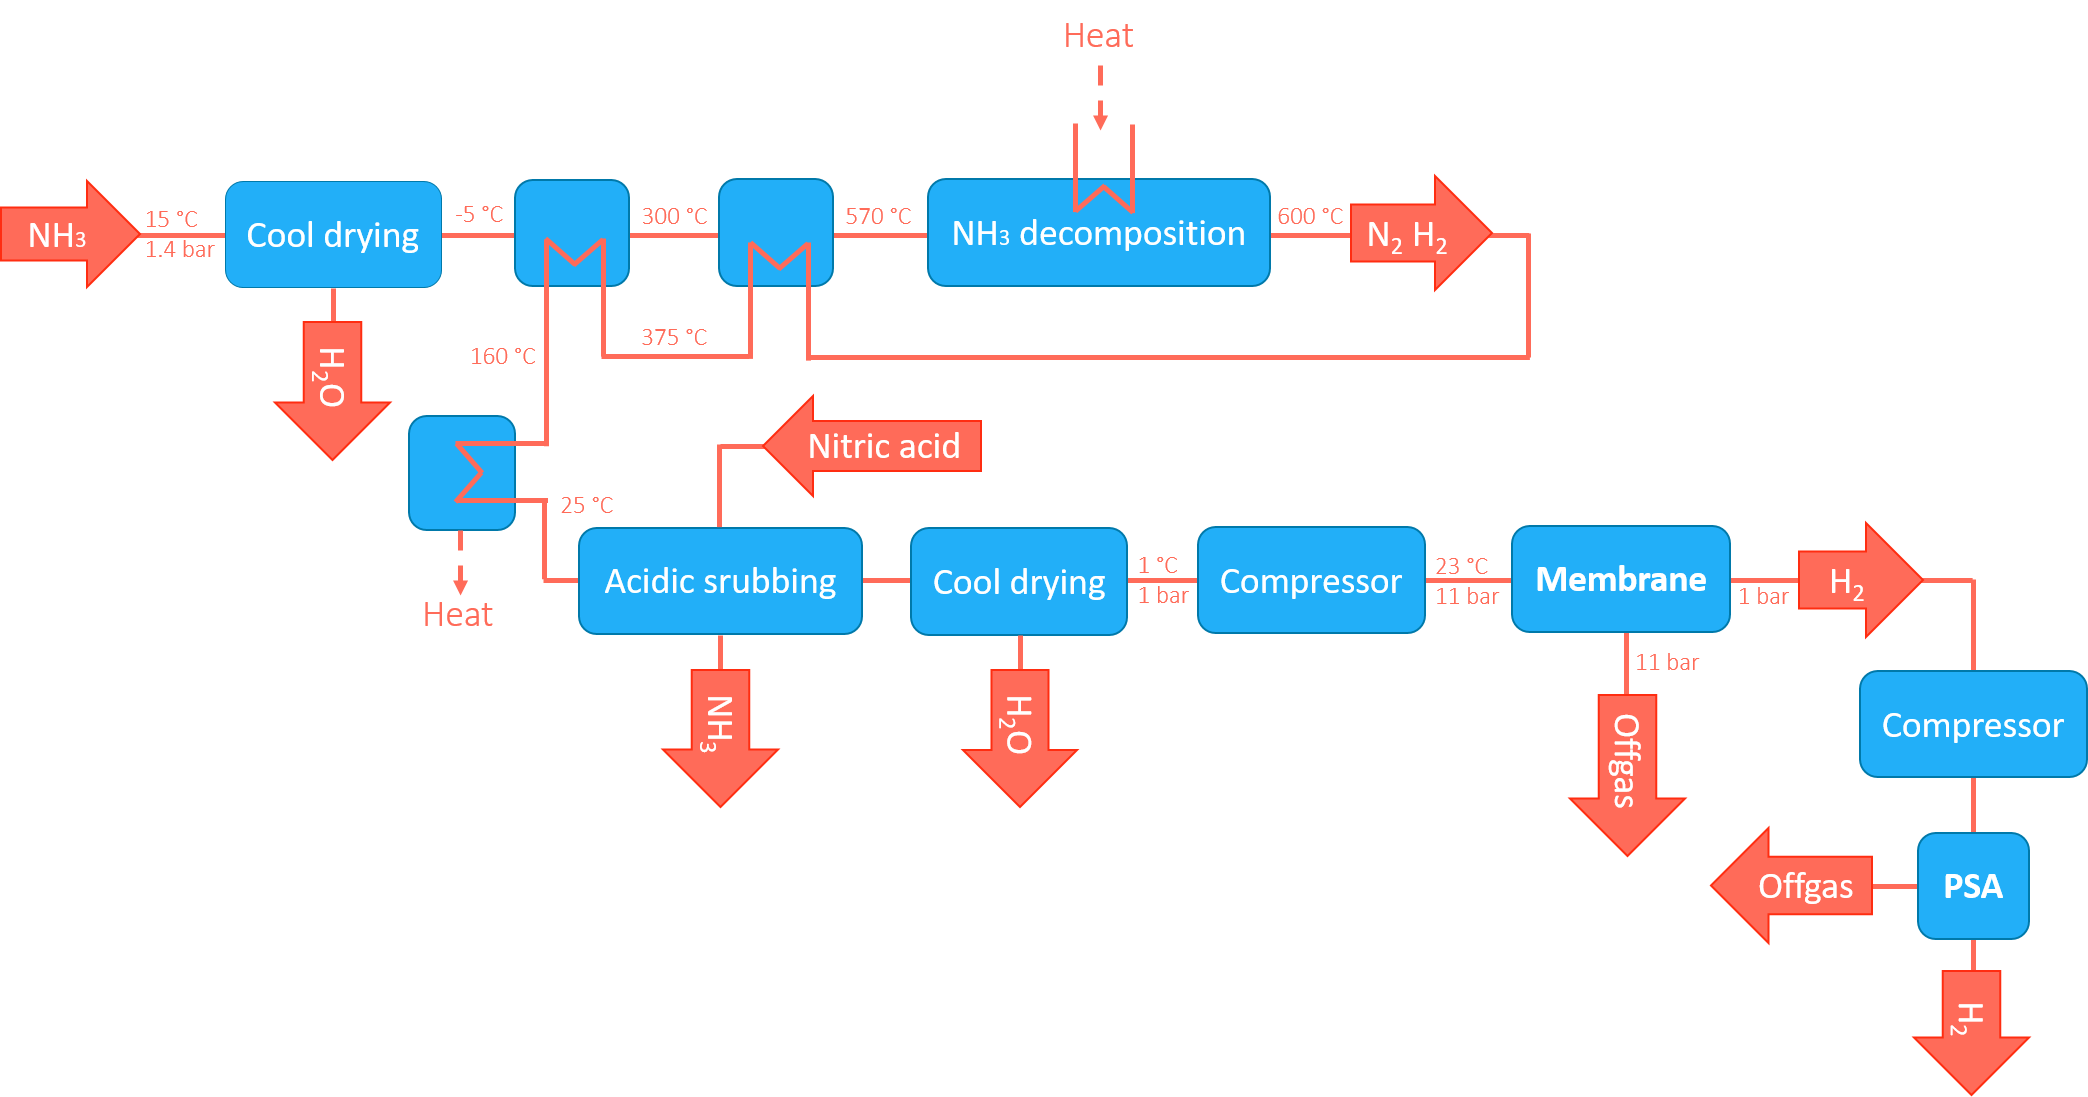 Heat
NH₃
15 °C
1.4 bar
Cool drying
-5 °C
300 °C
570 °C
NH₃ decomposition
600 °C
N₂ H₂
H₂O
160 °C
375 °C
Nitric acid
25 °C
Heat
Acidic srubbing
Cool drying
1 °C
1 bar
Compressor
23 °C
11 bar
Membrane
1 bar
H₂
NH₃
H₂O
11 bar
Offgas
Compressor
Offgas
PSA
H₂